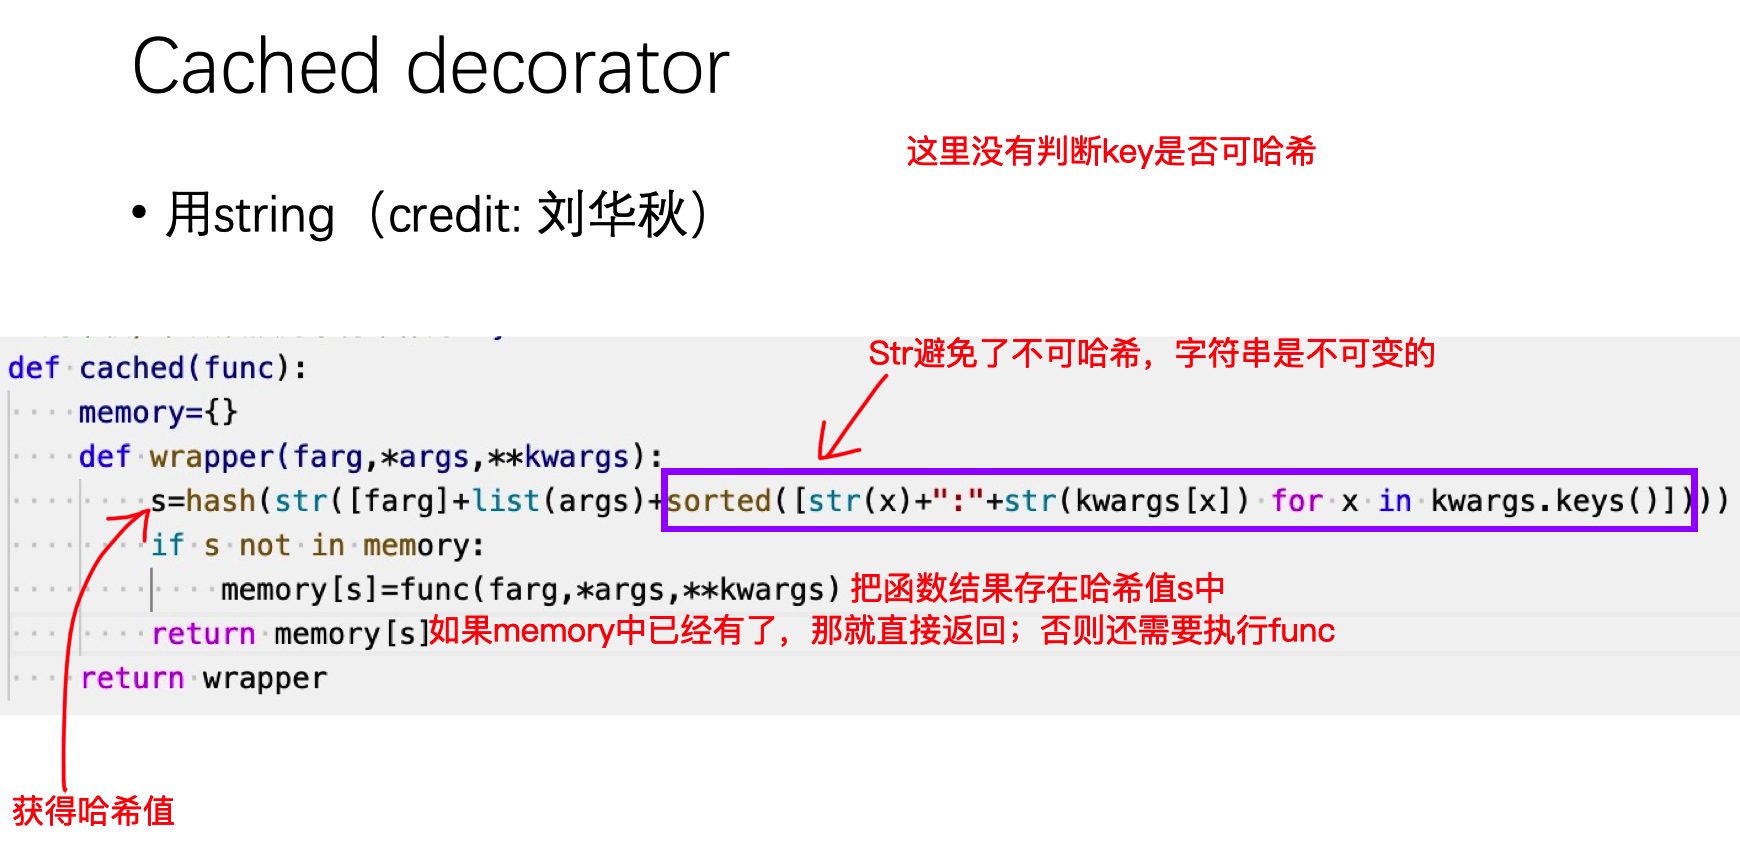 Cached decorator
这里没有判断key是否可哈希
• 用string（credit: 刘华秋）
Str避免了不可哈希，字符串是不可变的
def cached(func):
memory={}
def wrapper(farg,*args,**kwargs):
s=hash(str([farg]+list(args)+sorted([str(x)+":"+str(kwargs[x]) for x in kwargs.keys()])))
if s not in memory:
memory[s]=func(farg,*args,**kwargs) 把函数结果存在哈希值s中
return memory[s]如果memory中已经有了，那就直接返回；否则还需要执行func
return wrapper
获得哈希值